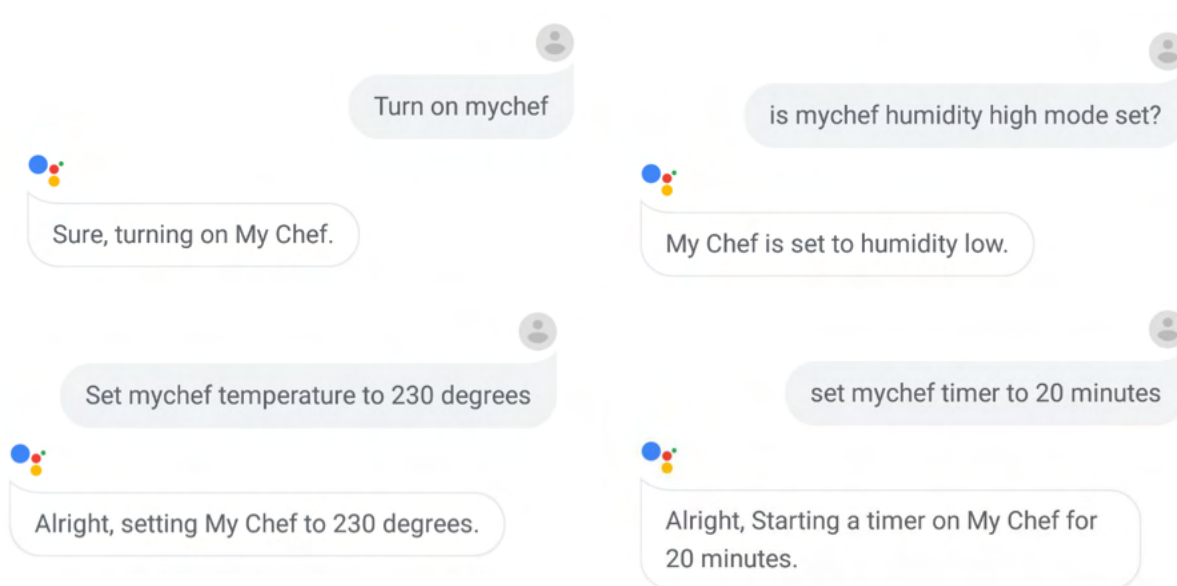 Turn on mychef
Sure, turning on My Chef.
Set mychef temperature to 230 degrees
Alright, setting My Chef to 230 degrees.
is mychef humidity high mode set?
My Chef is set to humidity low.
set mychef timer to 20 minutes
Alright, Starting a timer on My Chef for
20 minutes.